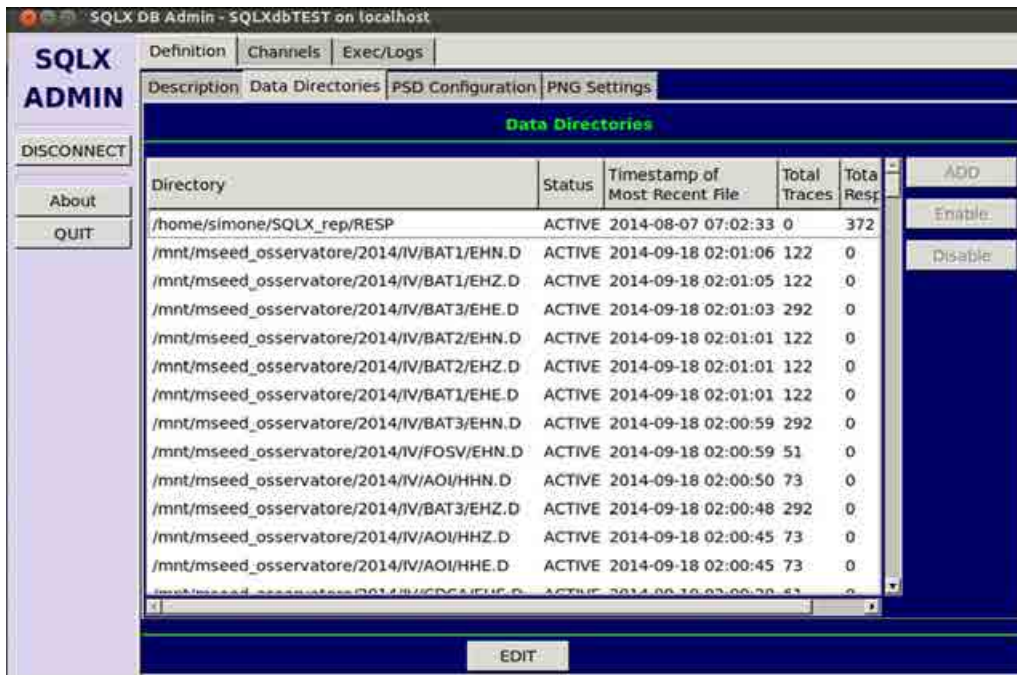 SQLX DB Admin - SQLXdbTEST on localhost
SQLX ADMIN
DISCONNECT
About
QUIT
Definition Channels Exec/Logs
Description Data Directories PSD Configuration PNG Settings
Data Directories
Directory Status Timestamp of Most Recent File Total Traces Tota Resp
/home/simone/SQLX_rep/RESP ACTIVE 2014-08-07 07:02:33 0 372
/mnt/mseed_osservatore/2014/IV/BAT1/EHN.D ACTIVE 2014-09-18 02:01:06 122 0
/mnt/mseed_osservatore/2014/IV/BAT1/EHZ.D ACTIVE 2014-09-18 02:01:05 122 0
/mnt/mseed_osservatore/2014/IV/BAT3/EHE.D ACTIVE 2014-09-18 02:01:03 292 0
/mnt/mseed_osservatore/2014/IV/BAT2/EHN.D ACTIVE 2014-09-18 02:01:01 122 0
/mnt/mseed_osservatore/2014/IV/BAT2/EHZ.D ACTIVE 2014-09-18 02:01:01 122 0
/mnt/mseed_osservatore/2014/IV/BAT1/EHE.D ACTIVE 2014-09-18 02:01:01 122 0
/mnt/mseed_osservatore/2014/IV/BAT3/EHN.D ACTIVE 2014-09-18 02:00:59 292 0
/mnt/mseed_osservatore/2014/IV/FOSV/EHN.D ACTIVE 2014-09-18 02:00:59 51 0
/mnt/mseed_osservatore/2014/IV/AOI/HHN.D ACTIVE 2014-09-18 02:00:50 73 0
/mnt/mseed_osservatore/2014/IV/BAT3/EHZ.D ACTIVE 2014-09-18 02:00:48 292 0
/mnt/mseed_osservatore/2014/IV/AOI/HHZ.D ACTIVE 2014-09-18 02:00:45 73 0
/mnt/mseed_osservatore/2014/IV/AOI/HHE.D ACTIVE 2014-09-18 02:00:45 73 0
ADD
Enable
Disable
EDIT